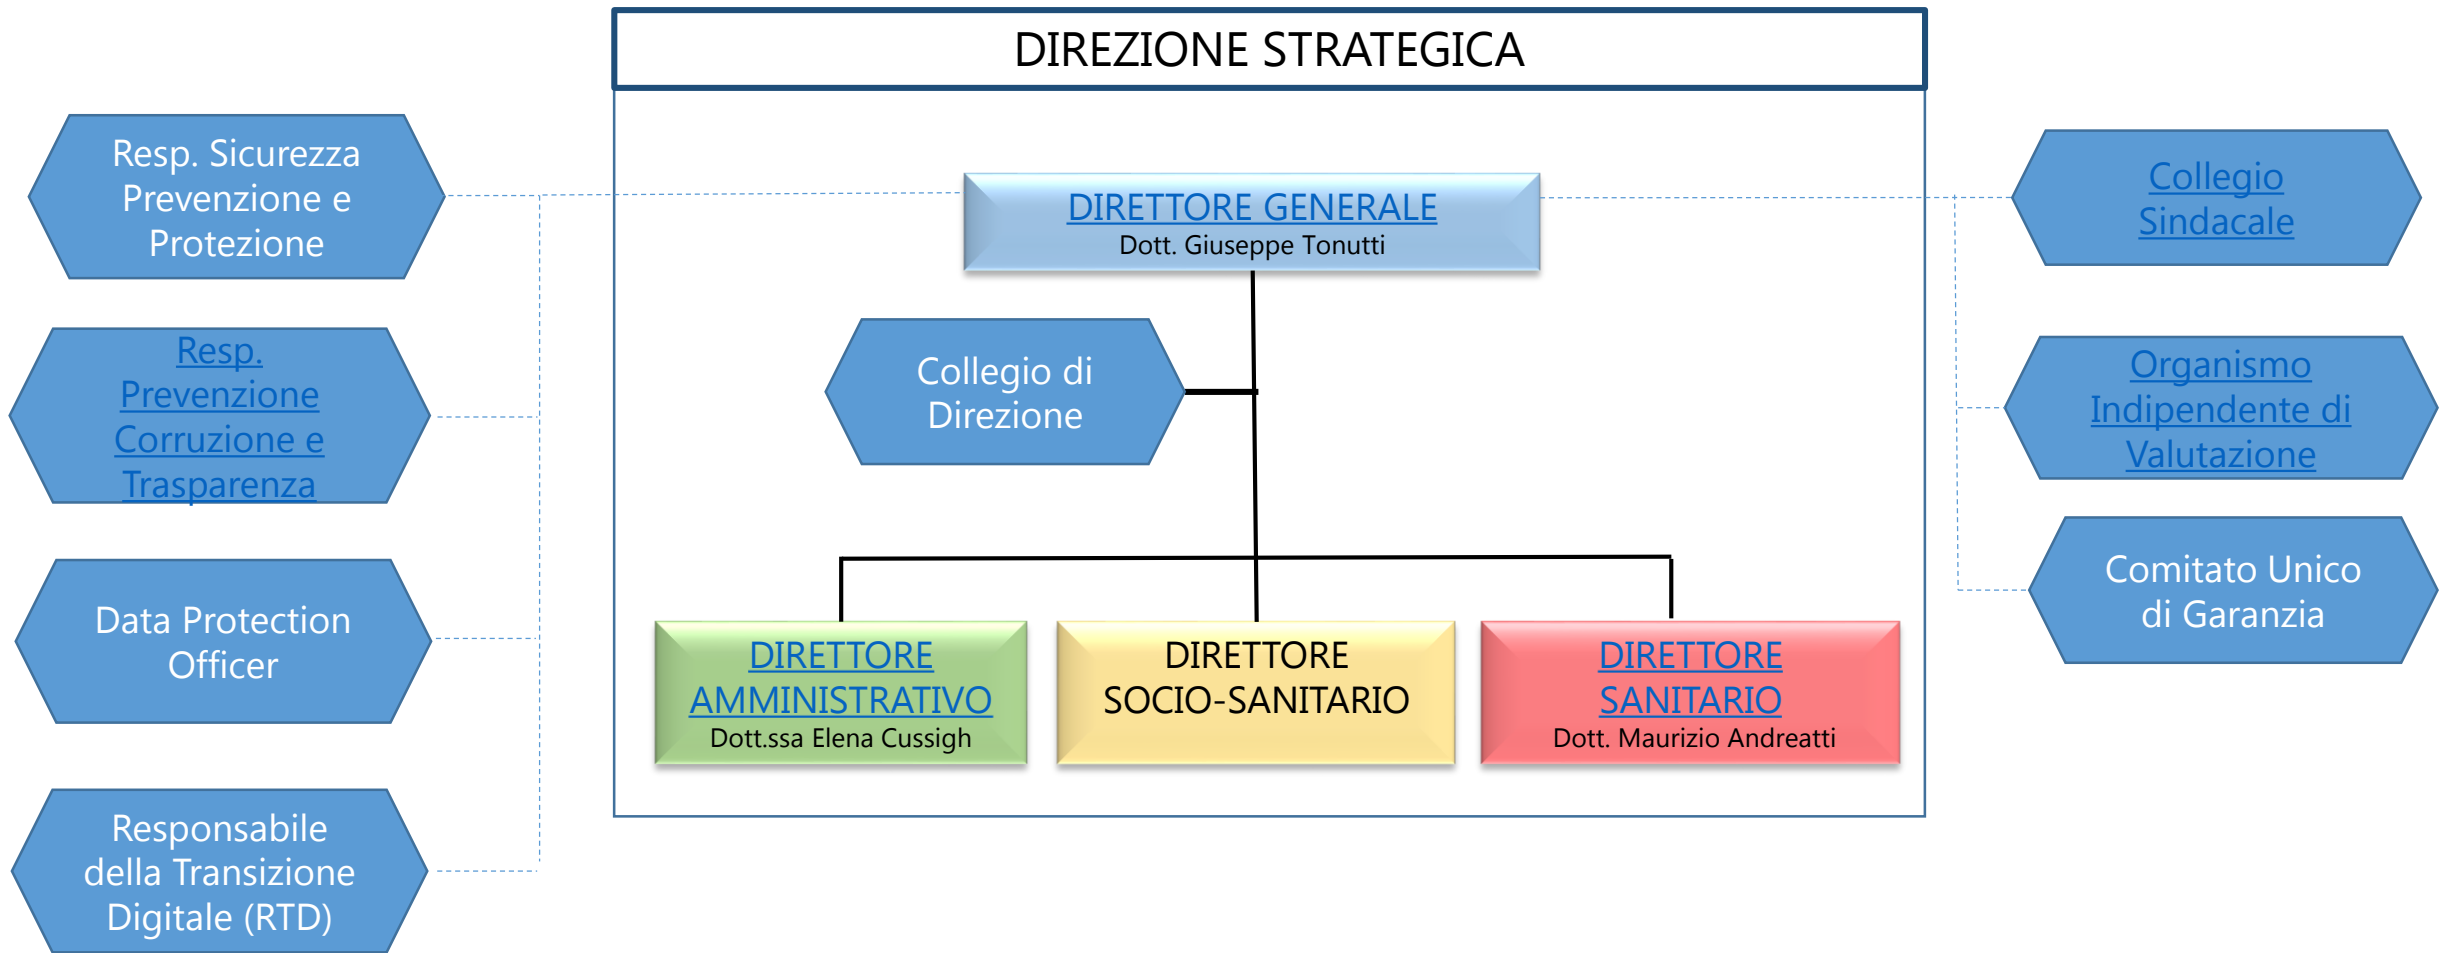 DIREZIONE STRATEGICA
Resp. Sicurezza
Prevenzione e
Protezione
DIRETTORE GENERALE
Dott. Giuseppe Tonutti
Collegio
Sindacale
Resp.
Prevenzione
Corruzione e
Trasparenza
Collegio di
Direzione
Organismo
Indipendente di
Valutazione
Data Protection
Officer
Comitato Unico
di Garanzia
DIRETTORE
AMMINISTRATIVO
Dott.ssa Elena Cussigh
DIRETTORE
SOCIO-SANITARIO
DIRETTORE
SANITARIO
Dott. Maurizio Andreatti
Responsabile
della Transizione
Digitale (RTD)